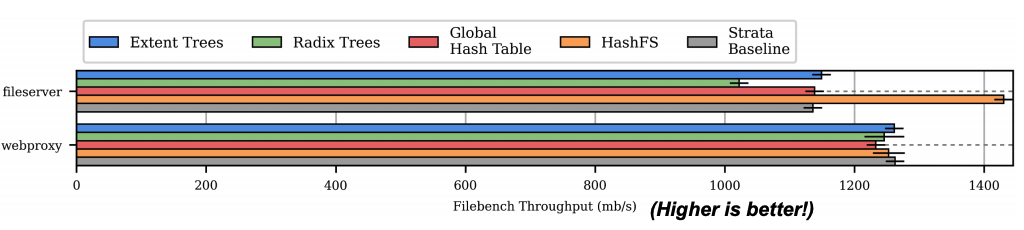 Extent Trees
Radix Trees
Global
Hash Table
HashFS
Strata
Baseline
fileserver
webproxy
0 200 400 600 800 1000 1200 1400
Filebench Throughput (mb/s) (Higher is better!)